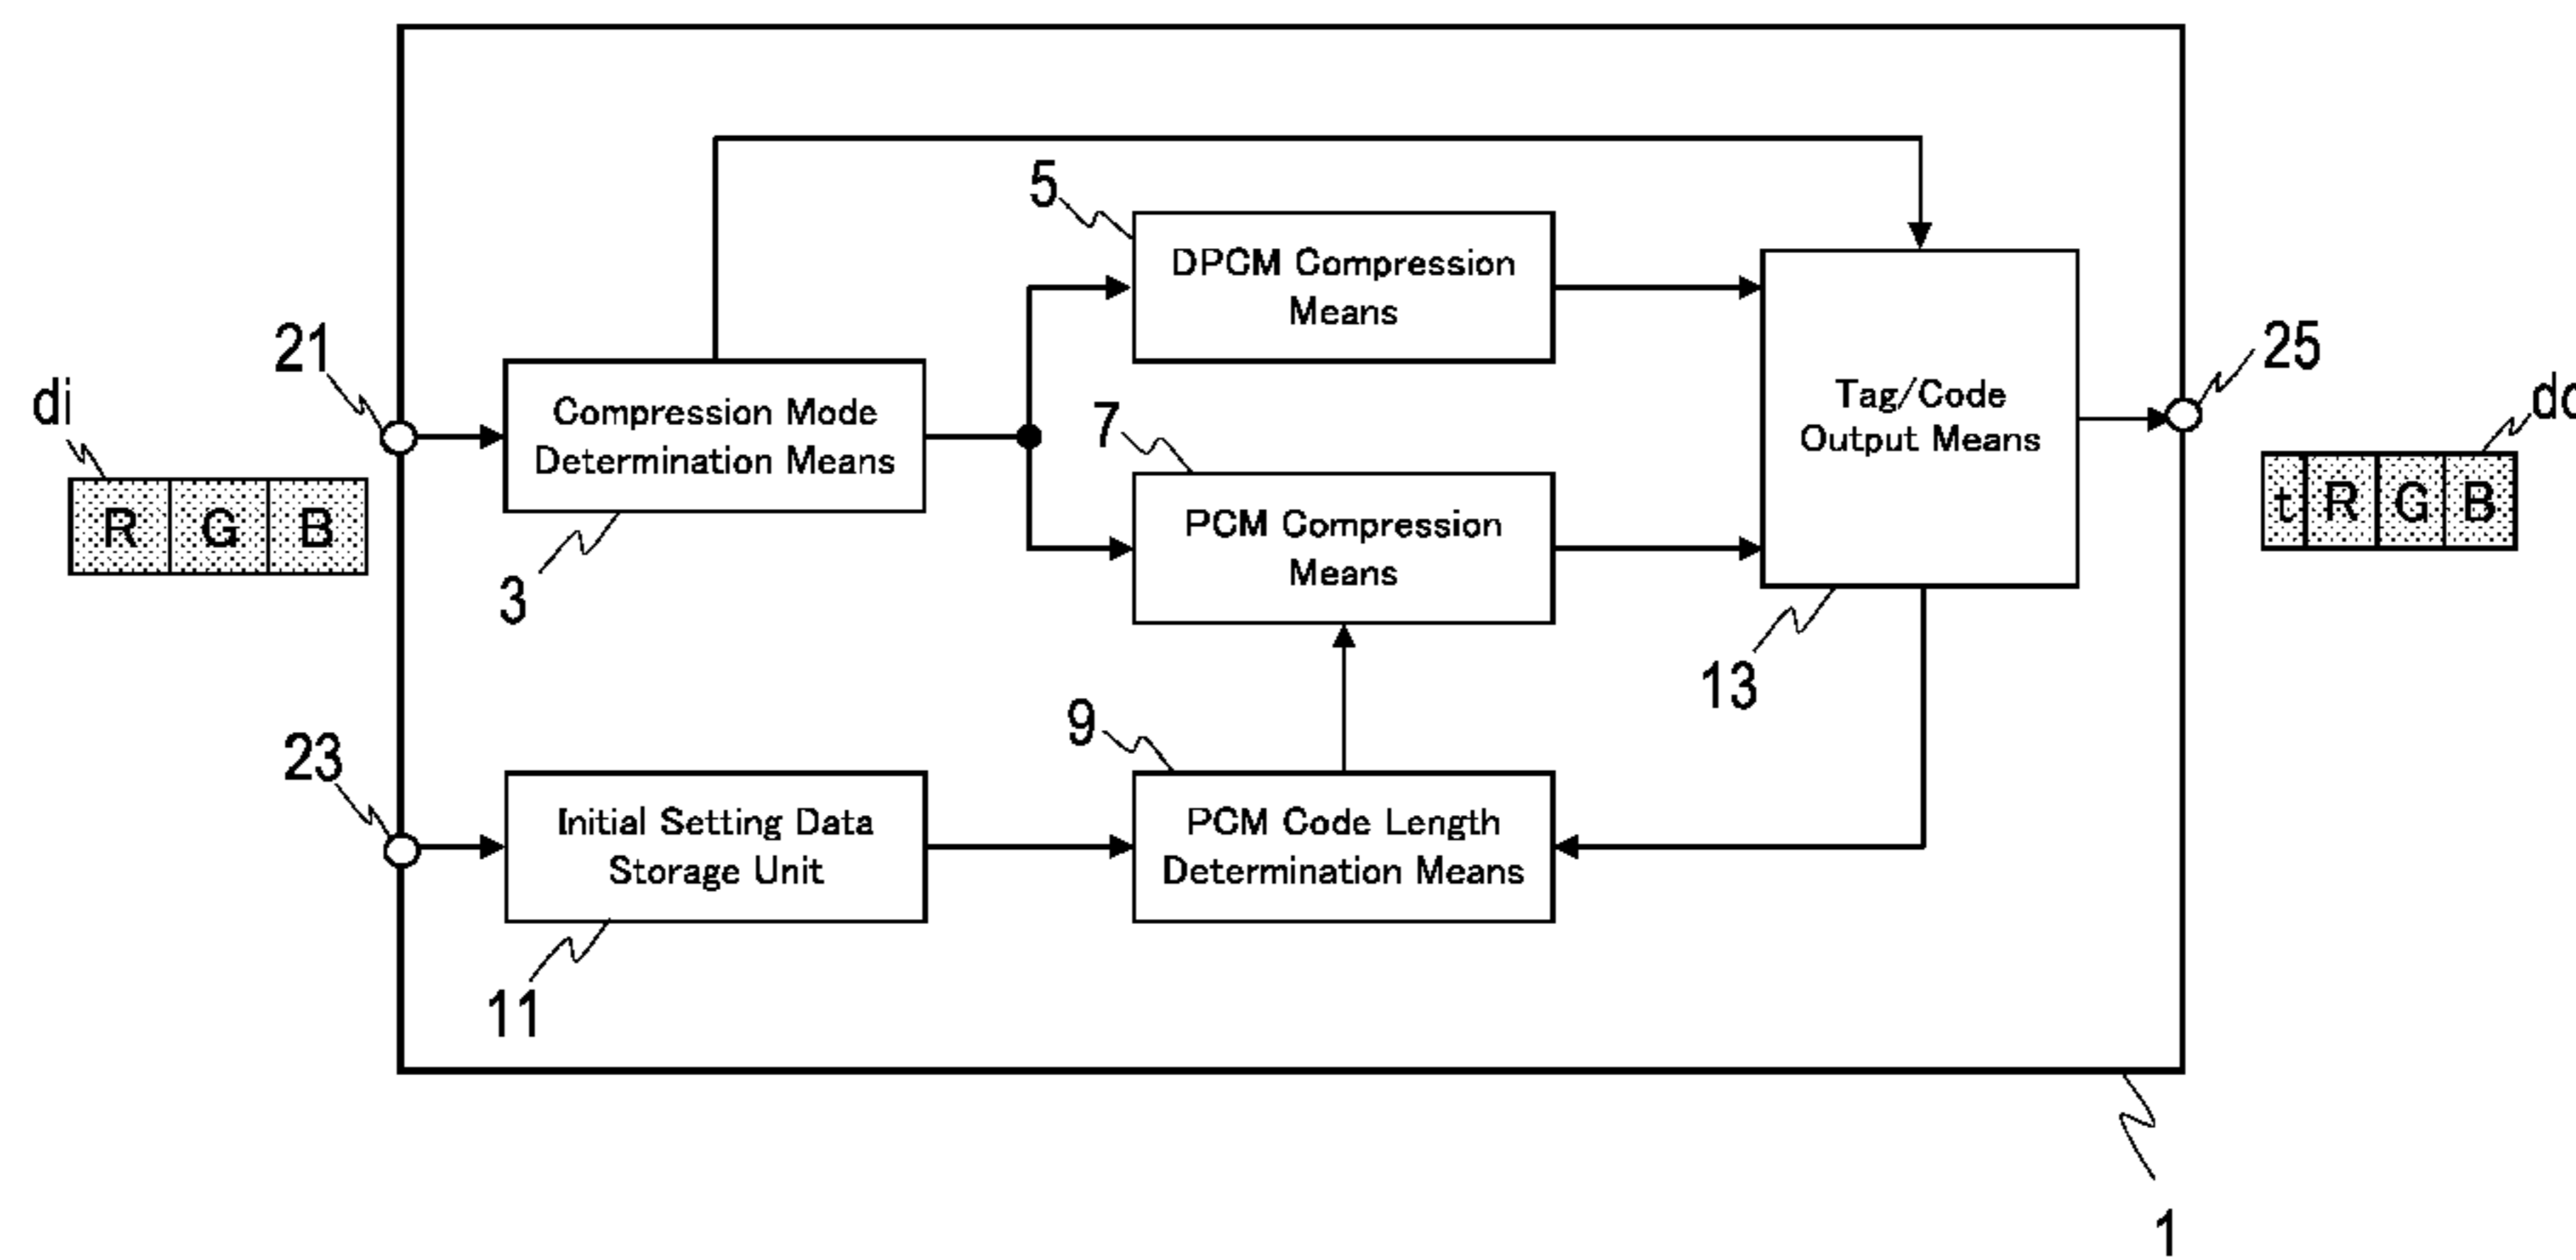 5
DPCM Compression
Means
21
25
di
Compression Mode
Determination Means
Tag/Code
Output Means
7
R G B
PCM Compression
Means
t R G B
3
13
9
23
Initial Setting Data
Storage Unit
PCM Code Length
Determination Means
11
1